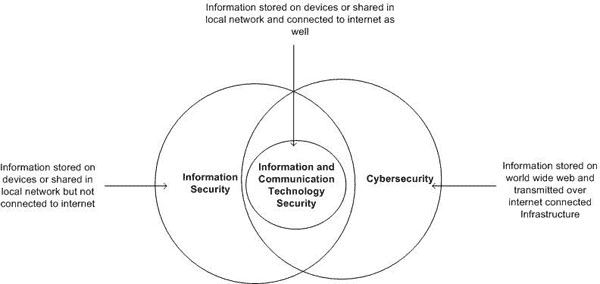 Information stored on devices or shared in
local network and connected to internet as
well
Information stored on
devices or shared in
local network but not
connected to internet
Information
Security
Information and
Communication
Technology
Security
Cybersecurity
Information stored on
world wide web and
transmitted over
internet connected
Infrastructure